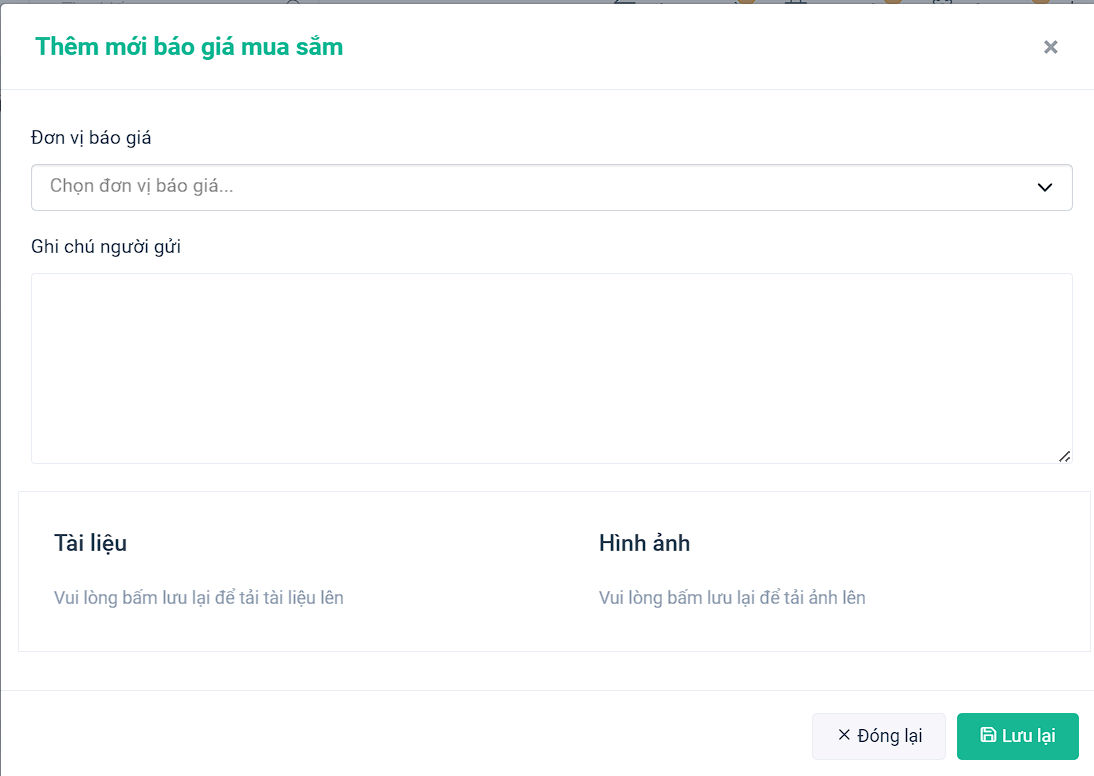 Thêm mới báo giá mua sắm
Đơn vị báo giá
Chọn đơn vị báo giá...
Ghi chú người gửi
Tài liệu
Hình ảnh
Vui lòng bấm lưu lại để tải tài liệu lên
Vui lòng bấm lưu lại để tải ảnh lên
Đóng lại
Lưu lại